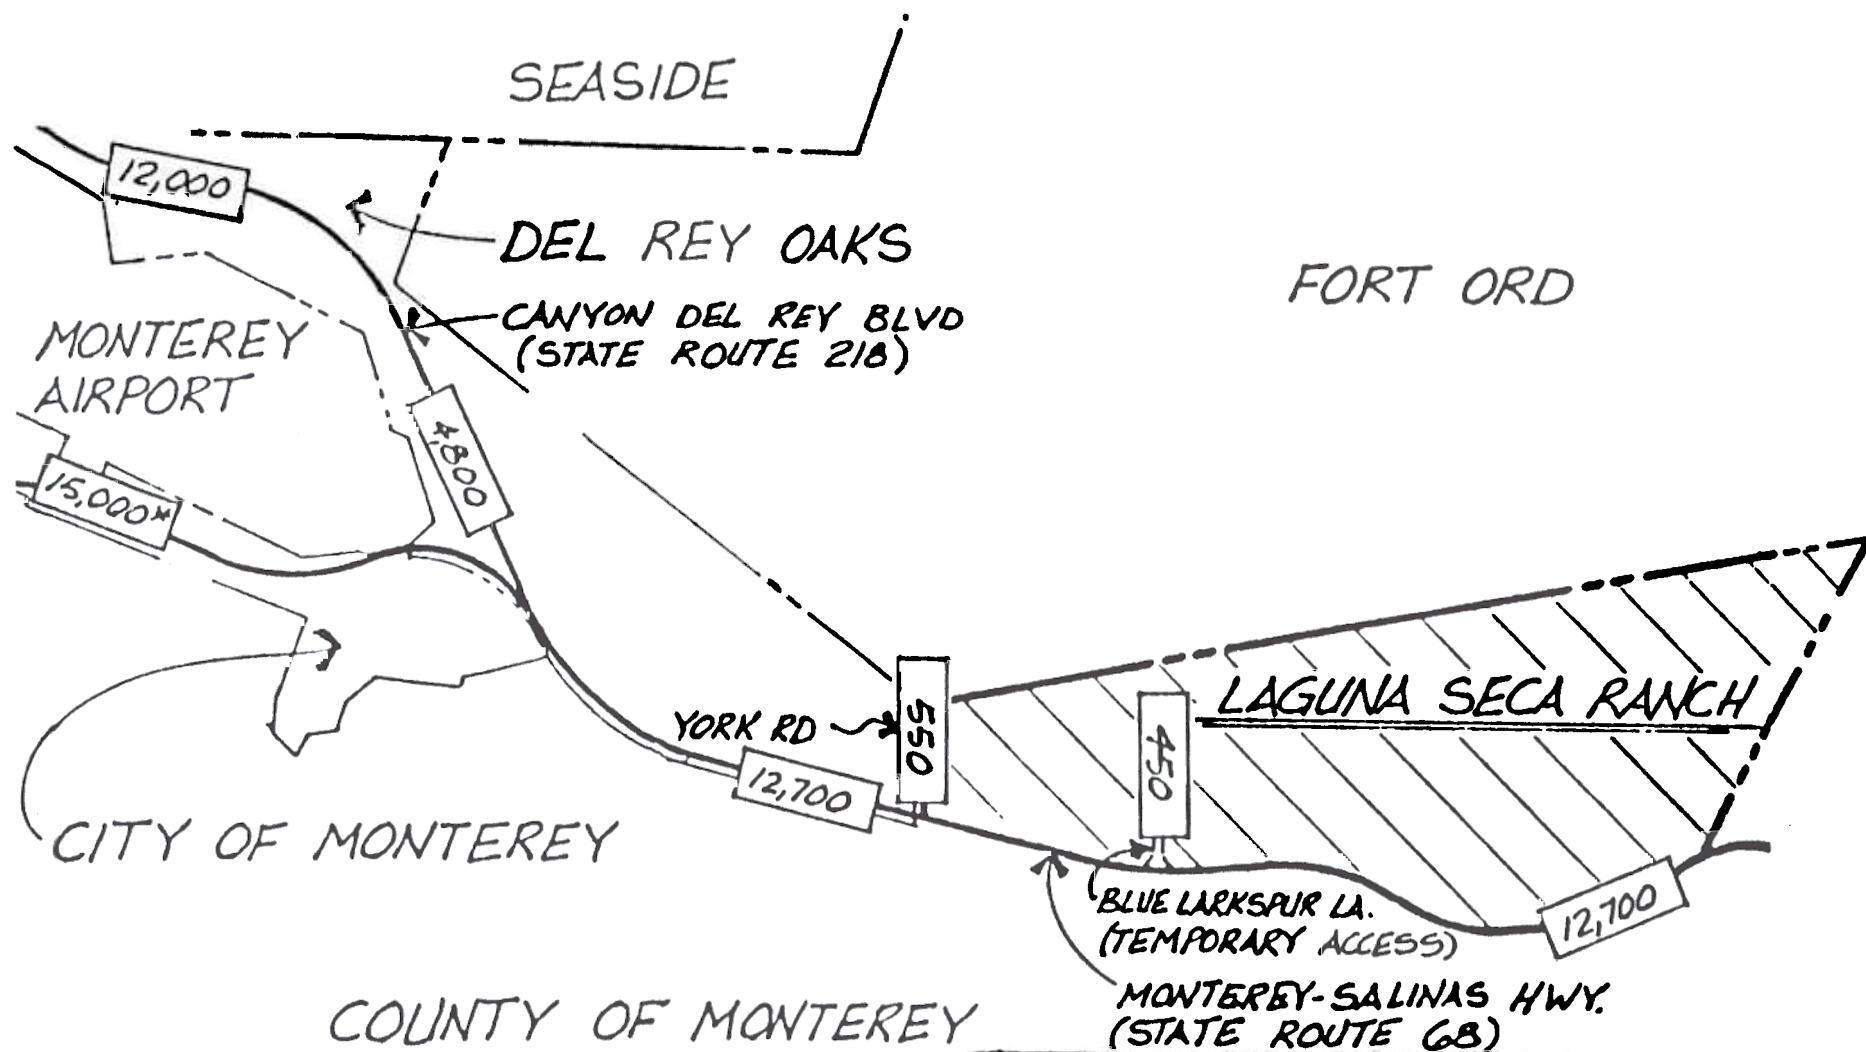 SEASIDE
12,000
DEL REY OAKS
FORT ORD
CANYON DEL REY BLVD
(STATE ROUTE 218)
MONTEREY
AIRPORT
4,800
15,000*
LAGUNA SECA RANCH
YORK RD
550
450
12,700
CITY OF MONTEREY
BLUE LARKSPUR LA.
(TEMPORARY ACCESS)
12,700
MONTEREY-SALINAS HWY.
(STATE ROUTE 68)
COUNTY OF MONTEREY